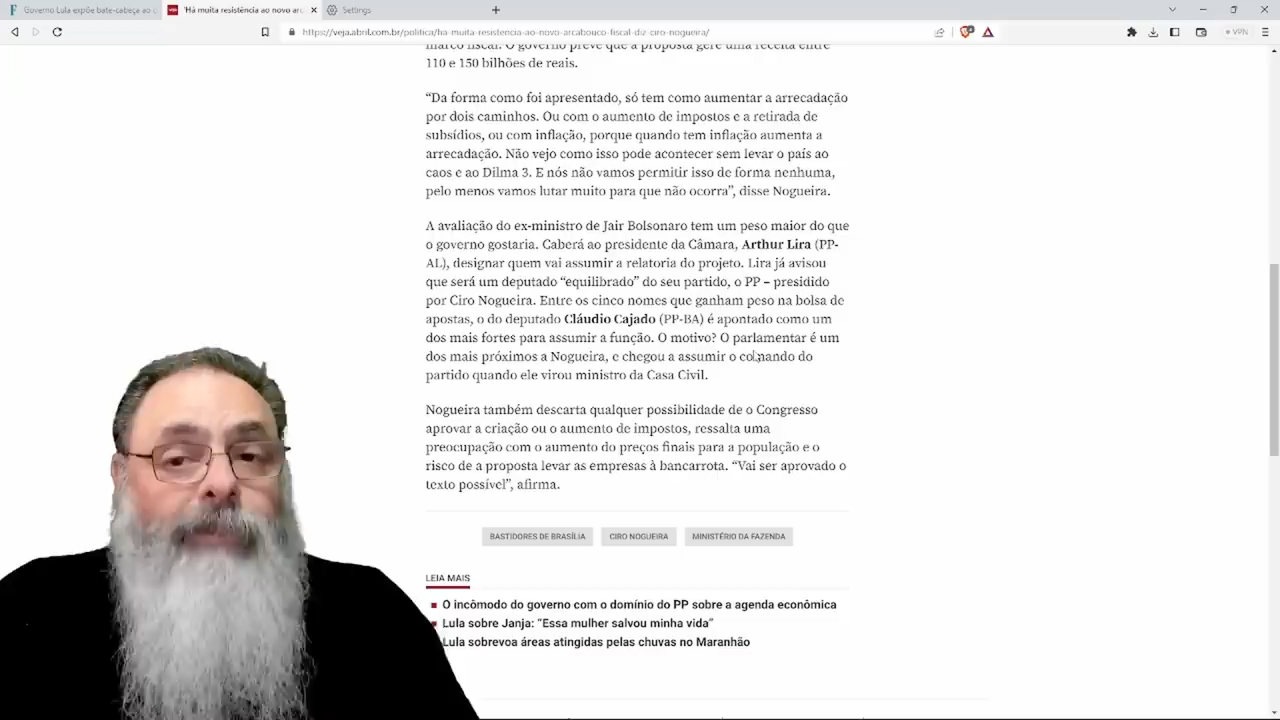 Governo Lula expõe bate-cabeça ao
'Há muita resistência ao novo arc
Settings
https://veja.abril.com.br/politica/ha-muita-resistencia-ao-novo-arcabouco-fiscal-diz-ciro-nogueira/
VPN
marco fiscal. O governo prevê que a proposta gere uma receita entre
110 e 150 bilhões de reais.
“Da forma como foi apresentado, só tem como aumentar a arrecadação
por dois caminhos. Ou com o aumento de impostos e a retirada de
subsídios, ou com inflação, porque quando tem inflação aumenta a
arrecadação. Não vejo como isso pode acontecer sem levar o país ao
caos e ao Dilma 3. E nós não vamos permitir isso de forma nenhuma,
pelo menos vamos lutar muito para que não ocorra”, disse Nogueira.
A avaliação do ex-ministro de Jair Bolsonaro tem um peso maior do que
o governo gostaria. Caberá ao presidente da Câmara, Arthur Lira (PP-
AL), designar quem vai assumir a relatoria do projeto. Lira já avisou
que será um deputado “equilibrado” do seu partido, o PP – presidido
por Ciro Nogueira. Entre os cinco nomes que ganham peso na bolsa de
apostas, o do deputado Cláudio Cajado (PP-BA) é apontado como um
dos mais fortes para assumir a função. O motivo? O parlamentar é um
dos mais próximos a Nogueira, e chegou a assumir o comando do
partido quando ele virou ministro da Casa Civil.
Nogueira também descarta qualquer possibilidade de o Congresso
aprovar a criação ou o aumento de impostos, ressalta uma
preocupação com o aumento do preços finais para a população e o
risco de a proposta levar as empresas à bancarrota. “Vai ser aprovado o
texto possível”, afirma.
BASTIDORES DE BRASÍLIA
CIRO NOGUEIRA
MINISTÉRIO DA FAZENDA
LEIA MAIS
O incômodo do governo com o domínio do PP sobre a agenda econômica
Lula sobre Janja: “Essa mulher salvou minha vida”
Lula sobrevoa áreas atingidas pelas chuvas no Maranhão